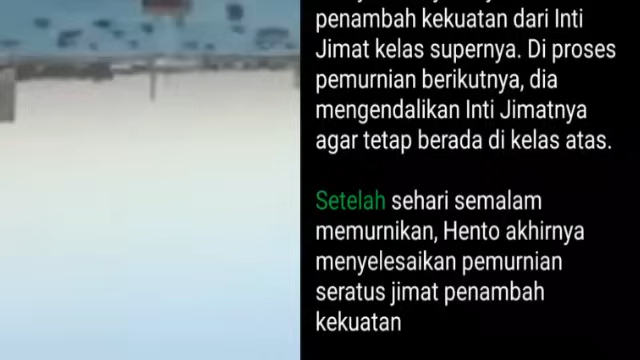 penambah kekuatan dari Inti
Jimat kelas supernya. Di proses
pemurnian berikutnya, dia
mengendalikan Inti Jimatnya
agar tetap berada di kelas atas.
Setelah sehari semalam
memurnikan, Hento akhirnya
menyelesaikan pemurnian
seratus jimat penambah
kekuatan